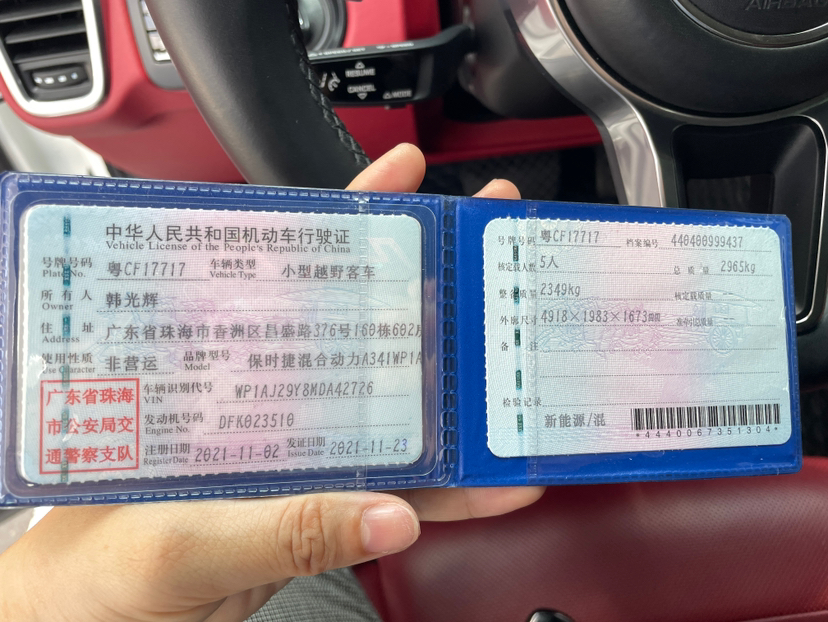 AIRBAG
RESUME
CANCEL
MODE
中华人民共和国机动车行驶证
Vehicle License of the People's Republic of China
号牌号码 粤CF17717 车辆类型 小型越野客车
Plate No. Vehicle Type
所有人 韩光辉
Owner
住址 广东省珠海市香洲区昌盛路376号160栋602
Address
使用性质 非营运 品牌型号 保时捷混合动力A341WP1A
Use Character Model
广东省珠海
市公安局交
通警察支队
车辆识别代号 WP1AJ29Y8MDA42726
VIN
发动机号码 DFK023510
Engine No.
注册日期 2021-11-02 发证日期 2021-11-23
Register Date Issue Date
号牌号码 粤CF17717 档案编号 440400999437
核定载人数 5人 总质量 2965kg
整备质量 2349kg 核定载质量
外廓尺寸 4918×1983×1673mm 准牵引总质量
备注
检验记录
新能源/混
*4440067351304*